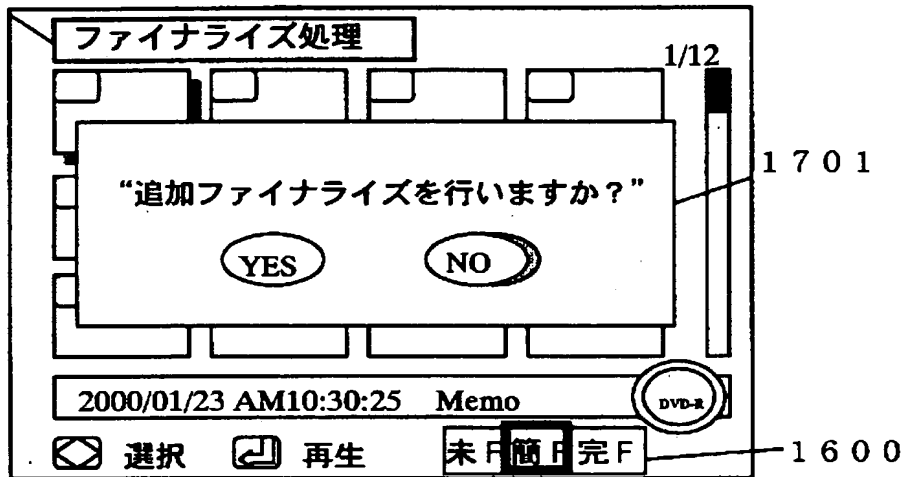 ファイナライズ処理
1/12
1701
“追加ファイナライズを行いますか？”
YES NO
2000/01/23 AM10:30:25 Memo
DVD-R
選択 再生 未F 簡F 完F
1600